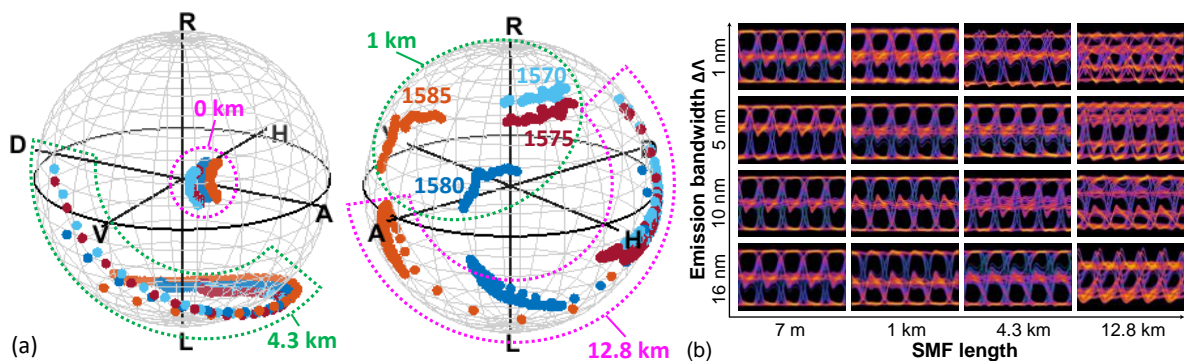 R
0 km
H
D
A
V
4.3 km
L
(a)
R
1 km
1570
1585
1575
V
1580
A
H
12.8 km
L
(b)
Emission bandwidth ΔΛ
1 nm
5 nm
10 nm
16 nm
7 m
1 km
4.3 km
12.8 km
SMF length